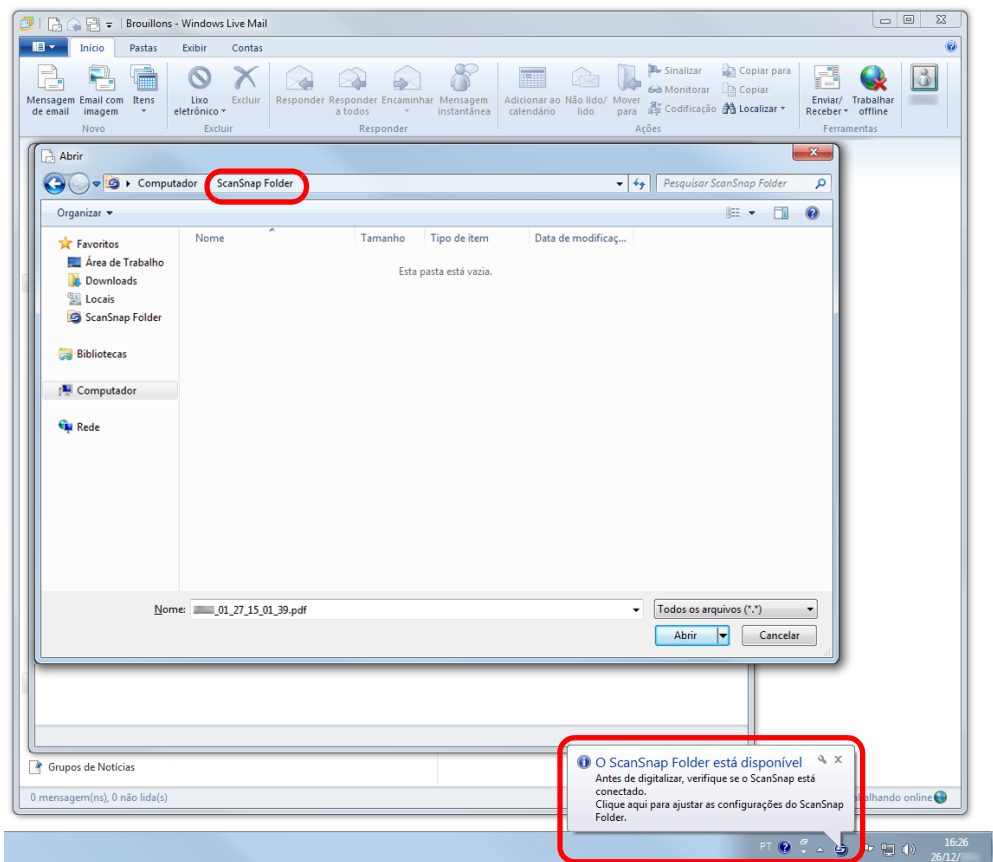 Brouillons - Windows Live Mail
Início Pastas Exibir Contas
Mensagem de email
Email com imagem
Itens
Novo
Lixo eletrônico
Excluir
Excluir
Responder
Responder a todos
Encaminhar
Mensagem instantânea
Responder
Adicionar ao calendário
Não lido/ lido
Mover para
Sinalizar
Monitorar
Codificação
Copiar para
Copiar
Localizar
Ações
Enviar/ Receber
Trabalhar offline
Ferramentas
Abrir
Computador ScanSnap Folder
Pesquisar ScanSnap Folder
Organizar
Favoritos
Área de Trabalho
Downloads
Locais
ScanSnap Folder
Bibliotecas
Computador
Rede
Nome Tamanho Tipo de item Data de modificaç...
Esta pasta está vazia.
Nome: _01_27_15_01_39.pdf
Todos os arquivos (*.*)
Abrir Cancelar
Grupos de Notícias
0 mensagem(ns), 0 não lida(s)
alhando online
O ScanSnap Folder está disponível
Antes de digitalizar, verifique se o ScanSnap está
conectado.
Clique aqui para ajustar as configurações do ScanSnap
Folder.
PT
16:26
26/12/